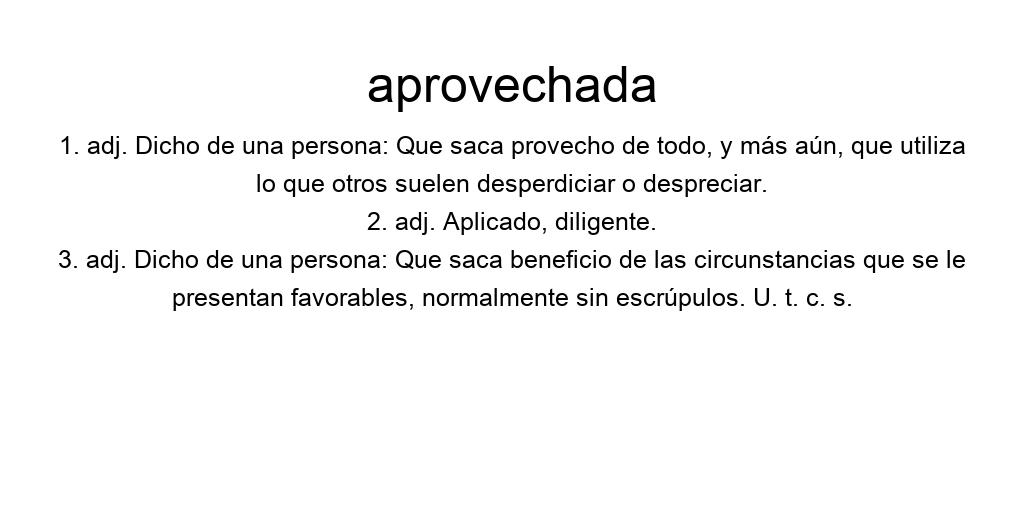 aprovechada
1. adj. Dicho de una persona: Que saca provecho de todo, y más aún, que utiliza
lo que otros suelen desperdiciar o despreciar.
2. adj. Aplicado, diligente.
3. adj. Dicho de una persona: Que saca beneficio de las circunstancias que se le
presentan favorables, normalmente sin escrúpulos. U. t. c. s.